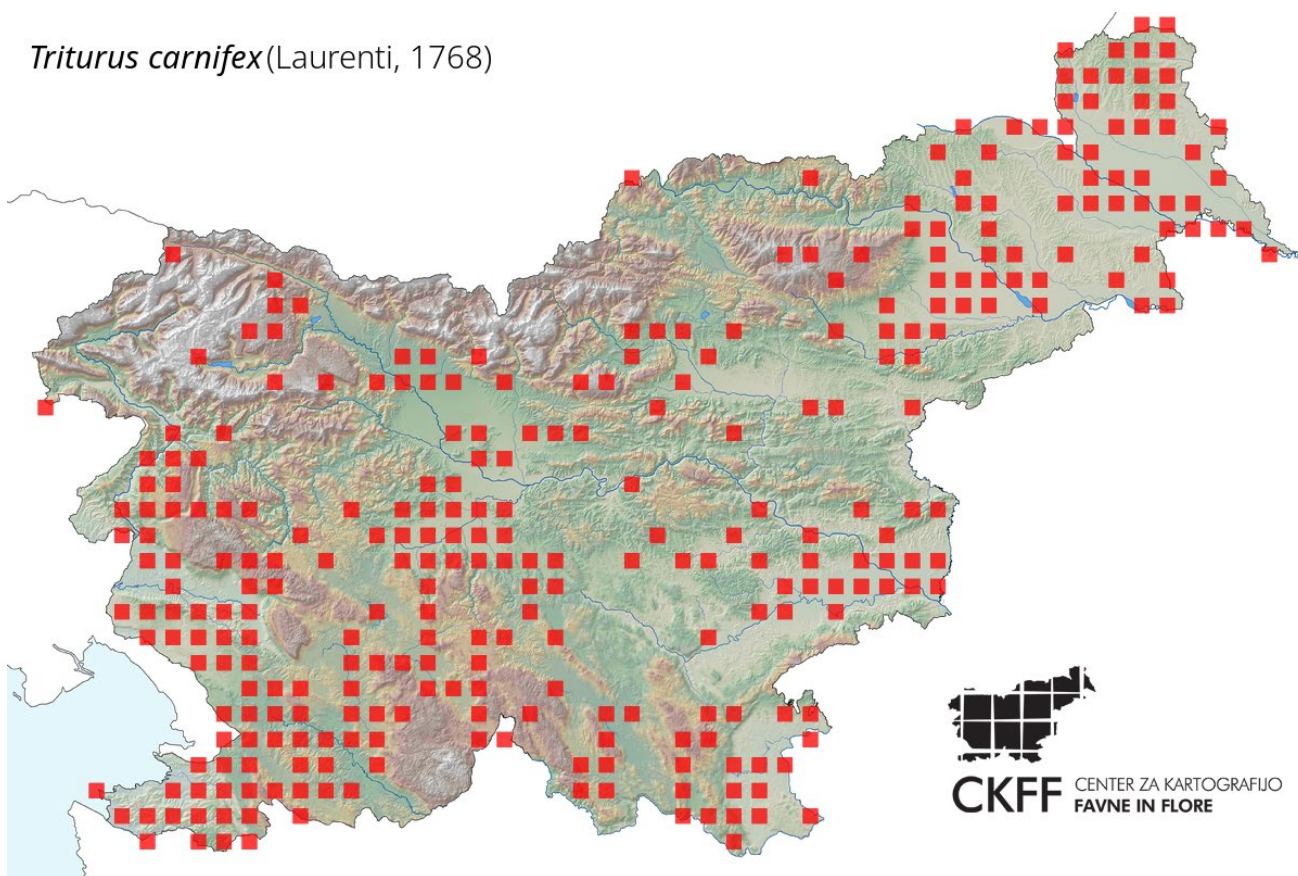 Triturus carnifex (Laurenti, 1768)
CKFF
CENTER ZA KARTOGRAFIJO
FAVNE IN FLORE